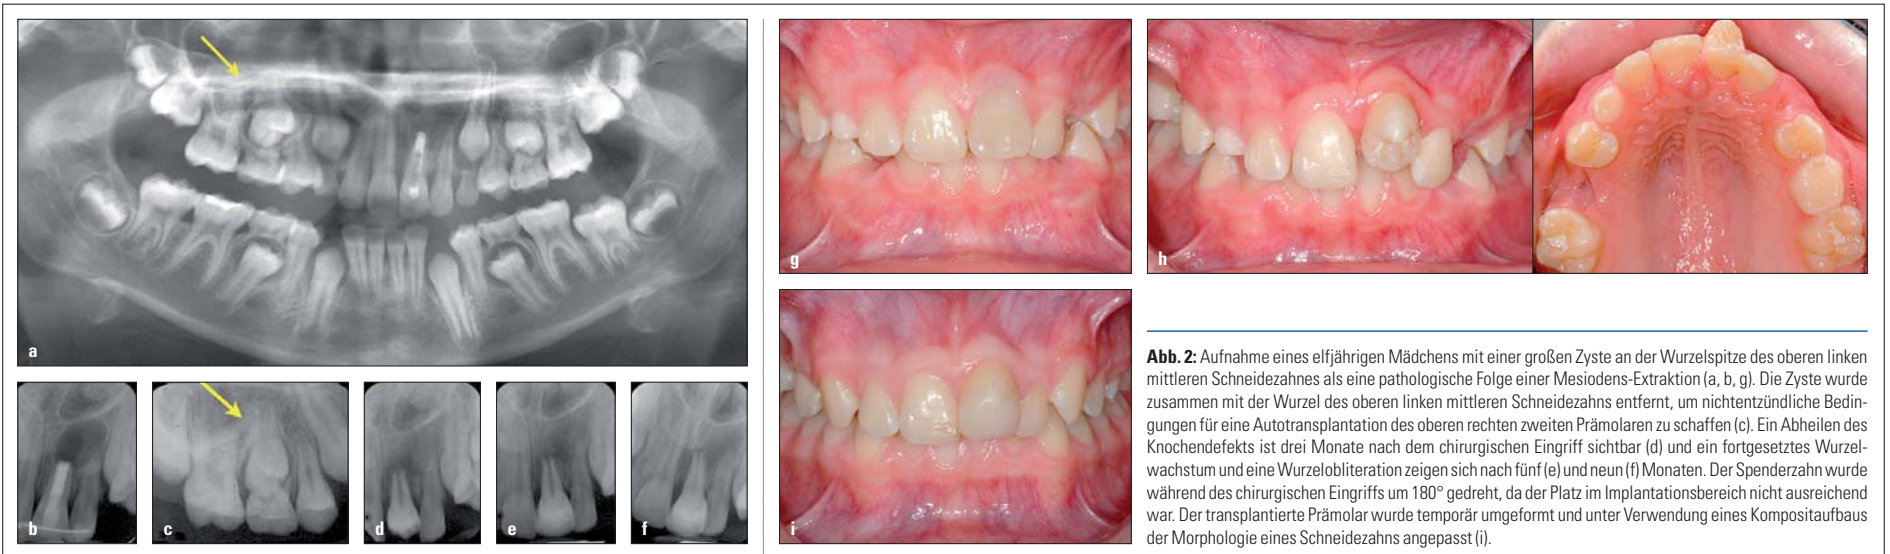 a
b
c
d
e
f
g
h
i
Abb. 2: Aufnahme eines elfjährigen Mädchens mit einer großen Zyste an der Wurzelspitze des oberen linken
mittleren Schneidezahnes als eine pathologische Folge einer Mesiodens-Extraktion (a, b, g). Die Zyste wurde
zusammen mit der Wurzel des oberen linken mittleren Schneidezahns entfernt, um nichtentzündliche Bedin-
gungen für eine Autotransplantation des oberen rechten zweiten Prämolaren zu schaffen (c). Ein Abheilen des
Knochendefekts ist drei Monate nach dem chirurgischen Eingriff sichtbar (d) und ein fortgesetztes Wurzel-
wachstum und eine Wurzelobliteration zeigen sich nach fünf (e) und neun (f) Monaten. Der Spenderzahn wurde
während des chirurgischen Eingriffs um 180° gedreht, da der Platz im Implantationsbereich nicht ausreichend
war. Der transplantierte Prämolar wurde temporär umgeformt und unter Verwendung eines Kompositaufbaus
der Morphologie eines Schneidezahns angepasst (i).